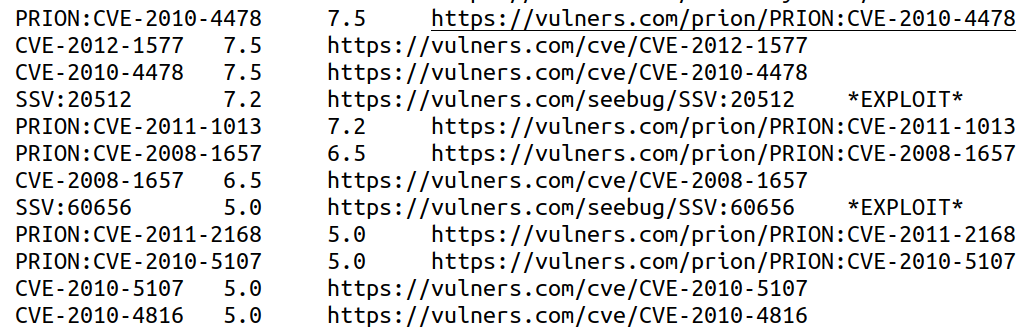 PRION:CVE-2010-4478 7.5 https://vulners.com/prion/PRION:CVE-2010-4478
CVE-2012-1577 7.5 https://vulners.com/cve/CVE-2012-1577
CVE-2010-4478 7.5 https://vulners.com/cve/CVE-2010-4478
SSV:20512 7.2 https://vulners.com/seebug/SSV:20512 *EXPLOIT*
PRION:CVE-2011-1013 7.2 https://vulners.com/prion/PRION:CVE-2011-1013
PRION:CVE-2008-1657 6.5 https://vulners.com/prion/PRION:CVE-2008-1657
CVE-2008-1657 6.5 https://vulners.com/cve/CVE-2008-1657
SSV:60656 5.0 https://vulners.com/seebug/SSV:60656 *EXPLOIT*
PRION:CVE-2011-2168 5.0 https://vulners.com/prion/PRION:CVE-2011-2168
PRION:CVE-2010-5107 5.0 https://vulners.com/prion/PRION:CVE-2010-5107
CVE-2010-5107 5.0 https://vulners.com/cve/CVE-2010-5107
CVE-2010-4816 5.0 https://vulners.com/cve/CVE-2010-4816